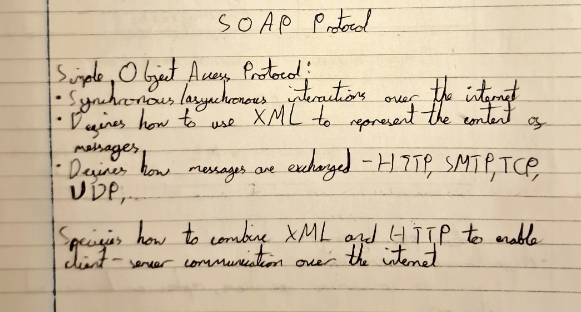 SOAP Protocol
Simple Object Access Protocol:
• Synchronous/asynchronous interactions over the internet
• Defines how to use XML to represent the content of
messages
• Defines how messages are exchanged - HTTP, SMTP, TCP,
UDP, ...
Specifies how to combine XML and HTTP to enable
client-server communication over the internet